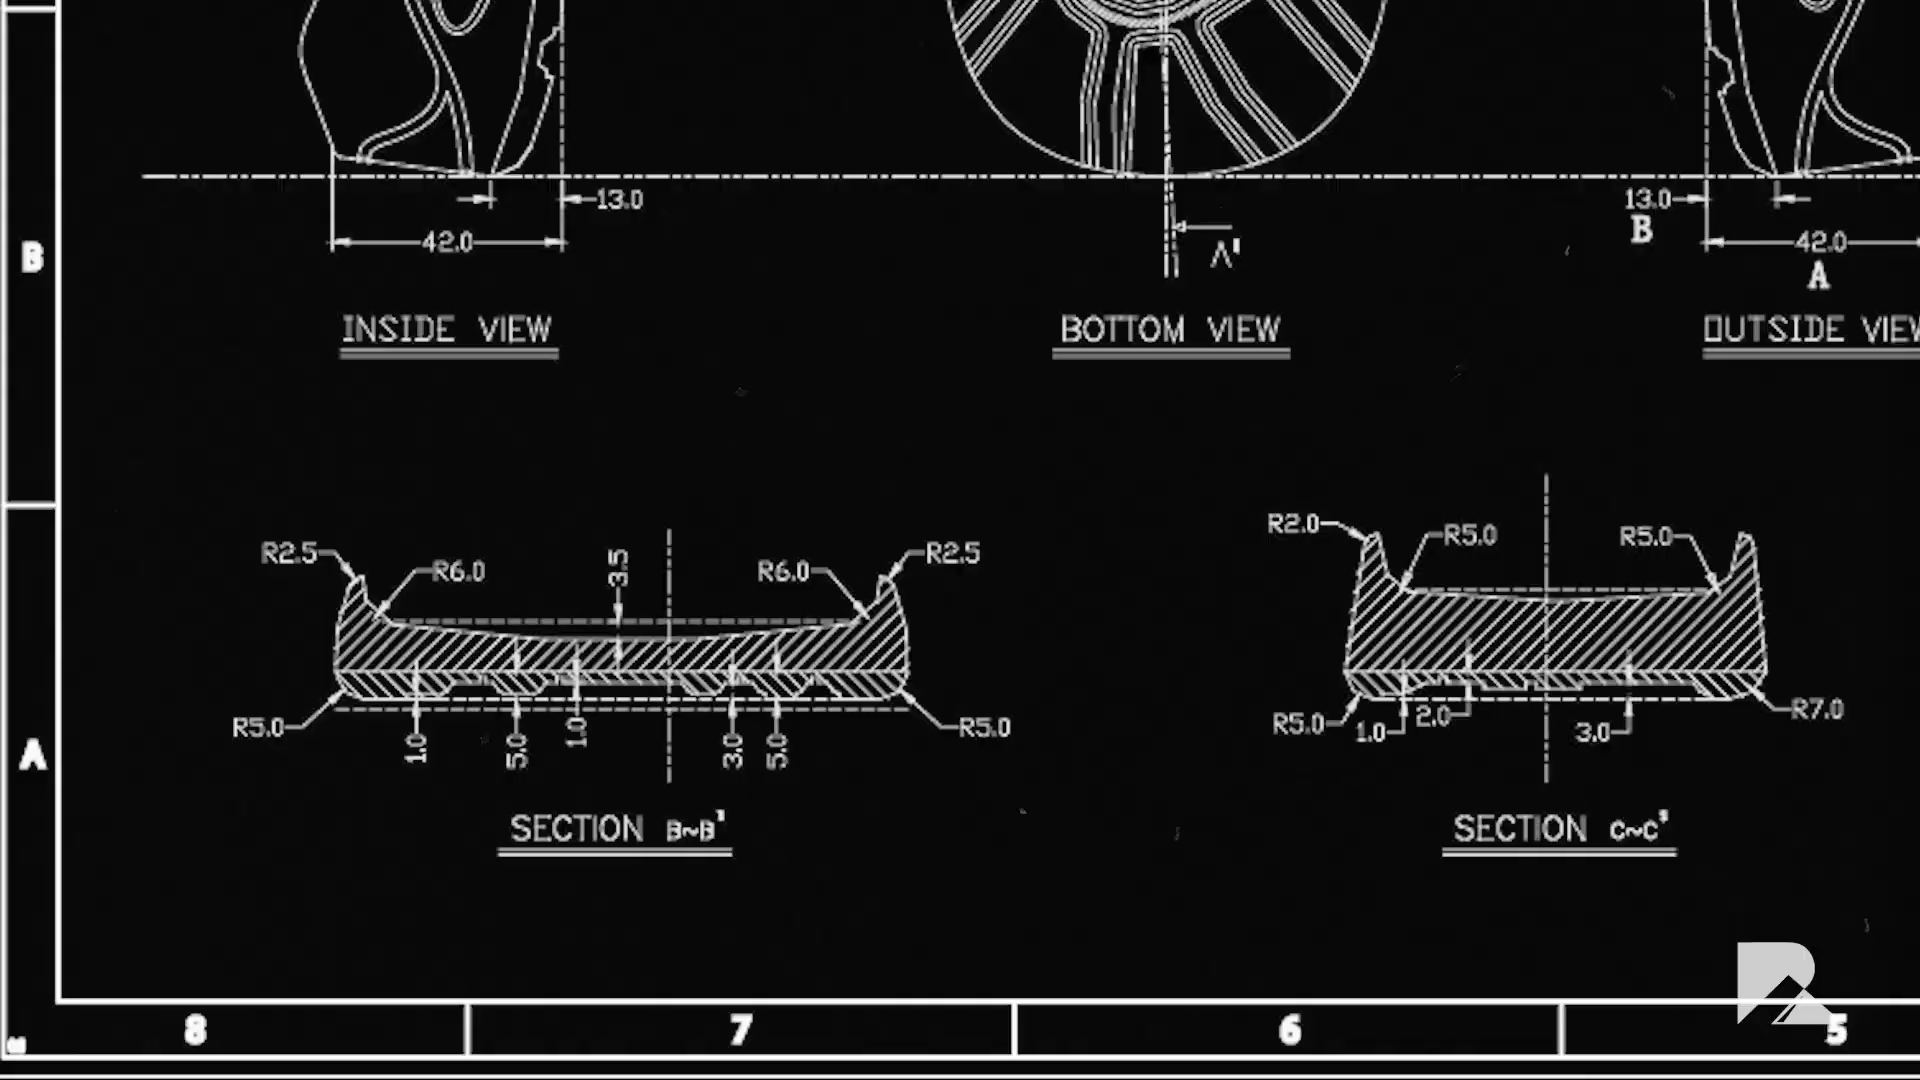 13.0
13.0
B
B
42.0
42.0
A'
A
INSIDE VIEW
BOTTOM VIEW
OUTSIDE VIEW
R2.0
R5.0
R5.0
R2.5
R6.0
3.5
R6.0
R2.5
R5.0
1.0
5.0
1.0
3.0
5.0
R5.0
R5.0
1.0
2.0
3.0
R7.0
A
SECTION B~B'
SECTION C~C'
8
7
6
5